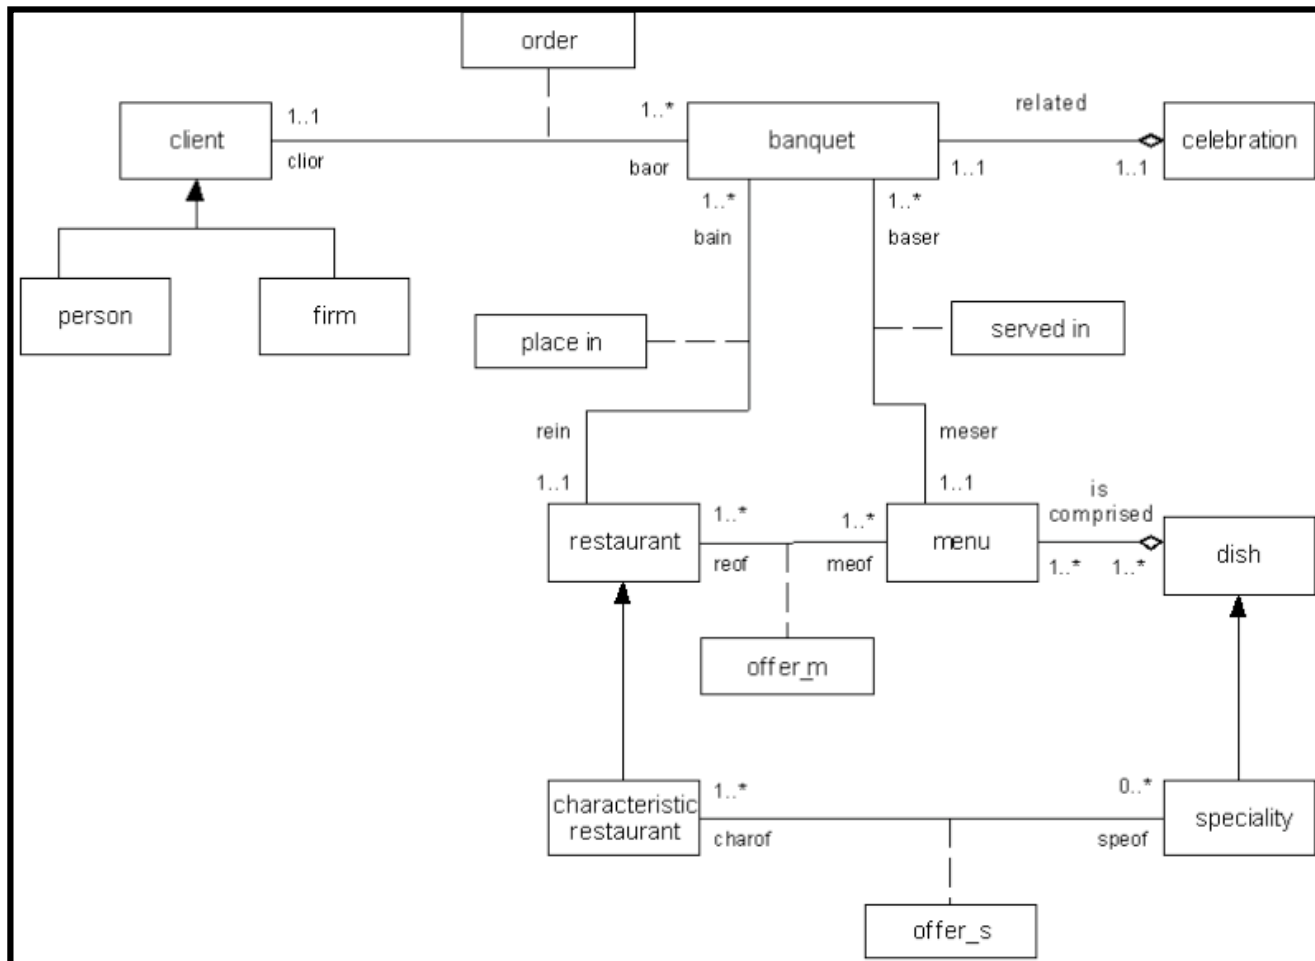 order
1..1
1..*
related
client
banquet
celebration
clior
baor
1..1
1..1
1..*
1..*
bain
baser
person
firm
place in
served in
rein
meser
1..1
1..1
is
comprised
1..*
1..*
restaurant
menu
dish
reof
meof
1..*
1..*
offer_m
1..*
0..*
characteristic
restaurant
speciality
charof
speof
offer_s